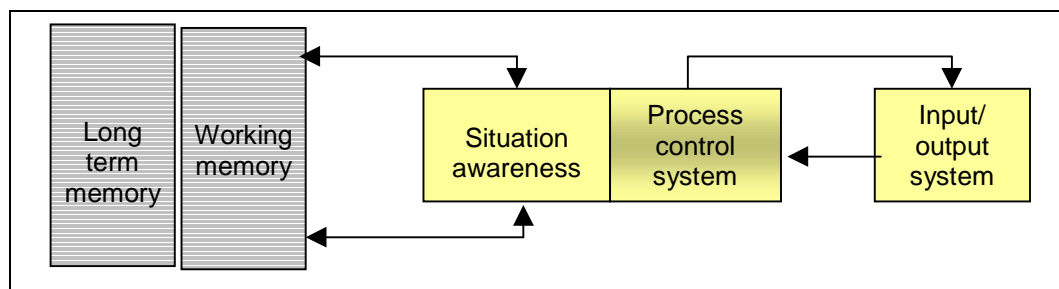 Long
term
memory
Working
memory
Situation
awareness
Process
control
system
Input/
output
system